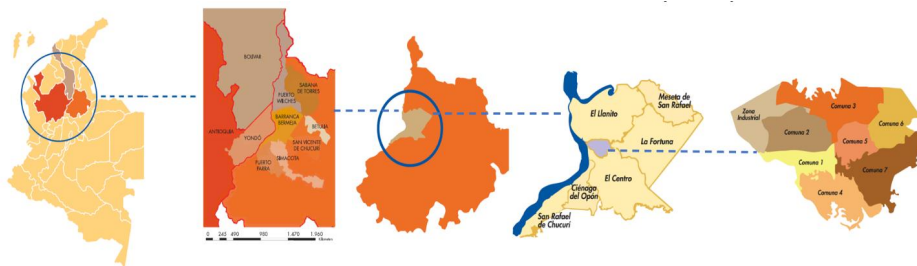 BOLIVAR
SABANA
DE TORRES
PUERTO
WILCHES
BARRANCA
BERMEJA
BETULIA
ANTIOQUIA
YONDÓ
SAN VICENTE
DE CHUCURÍ
SIMACOTA
PUERTO
PARRA
0 245 490 980 1.470 1.960
El Llanito
Meseta de
San Rafael
La Fortuna
El Centro
Ciénaga
del Opón
San Rafael
de Chucurí
Zona
Industrial
Comuna 3
Comuna 6
Comuna 2
Comuna 5
Comuna 1
Comuna 7
Comuna 4